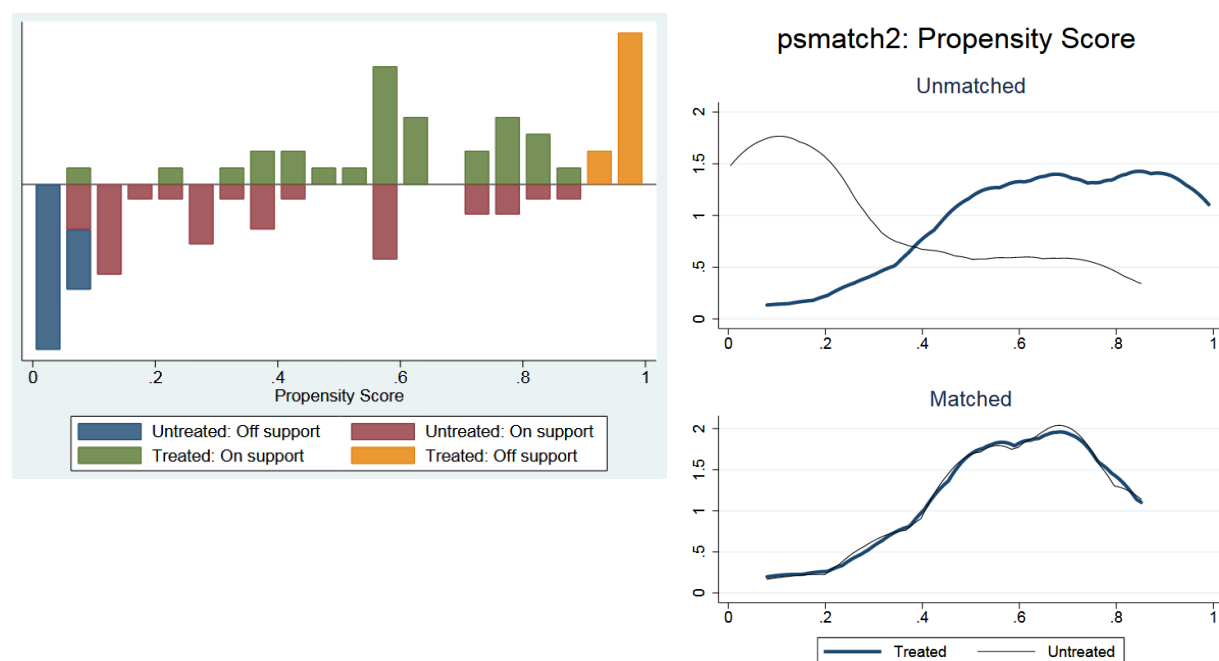 0 .2 .4 .6 .8 1
Propensity Score
Untreated: Off support Untreated: On support
Treated: On support Treated: Off support
psmatch2: Propensity Score
Unmatched
2
1.5
1
.5
0
0 .2 .4 .6 .8 1
Matched
2
1.5
1
.5
0
0 .2 .4 .6 .8 1
Treated Untreated